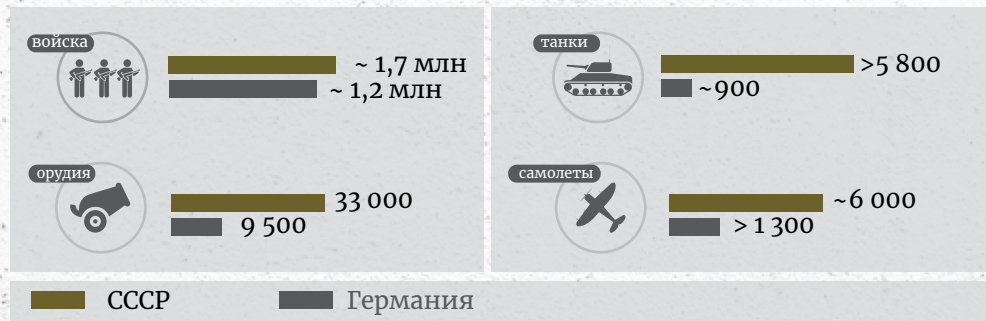 войска
~ 1,7 млн
~ 1,2 млн
танки
>5 800
~900
орудия
33 000
9 500
самолеты
~6 000
> 1 300
СССР
Германия